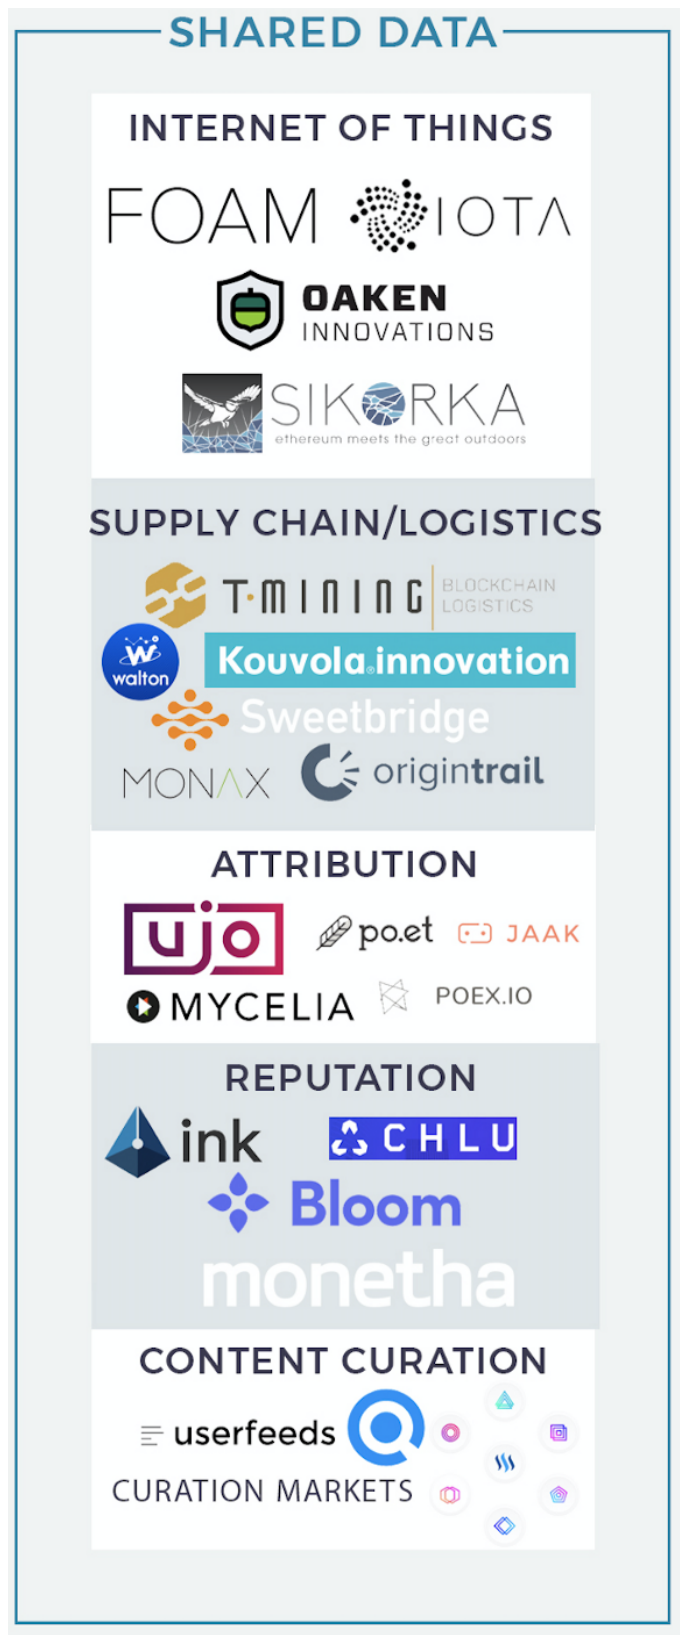 SHARED DATA
INTERNET OF THINGS
FOAM IOTA
OAKEN
INNOVATIONS
SIKORKA
ethereum meets the great outdoors
SUPPLY CHAIN/LOGISTICS
T·MINING BLOCKCHAIN
LOGISTICS
W
walton
Kouvola®innovation
Sweetbridge
MONAX origintrail
ATTRIBUTION
ujo po.et JAAK
MYCELIA POEX.IO
REPUTATION
ink CHLU
Bloom
monetha
CONTENT CURATION
userfeeds
CURATION MARKETS